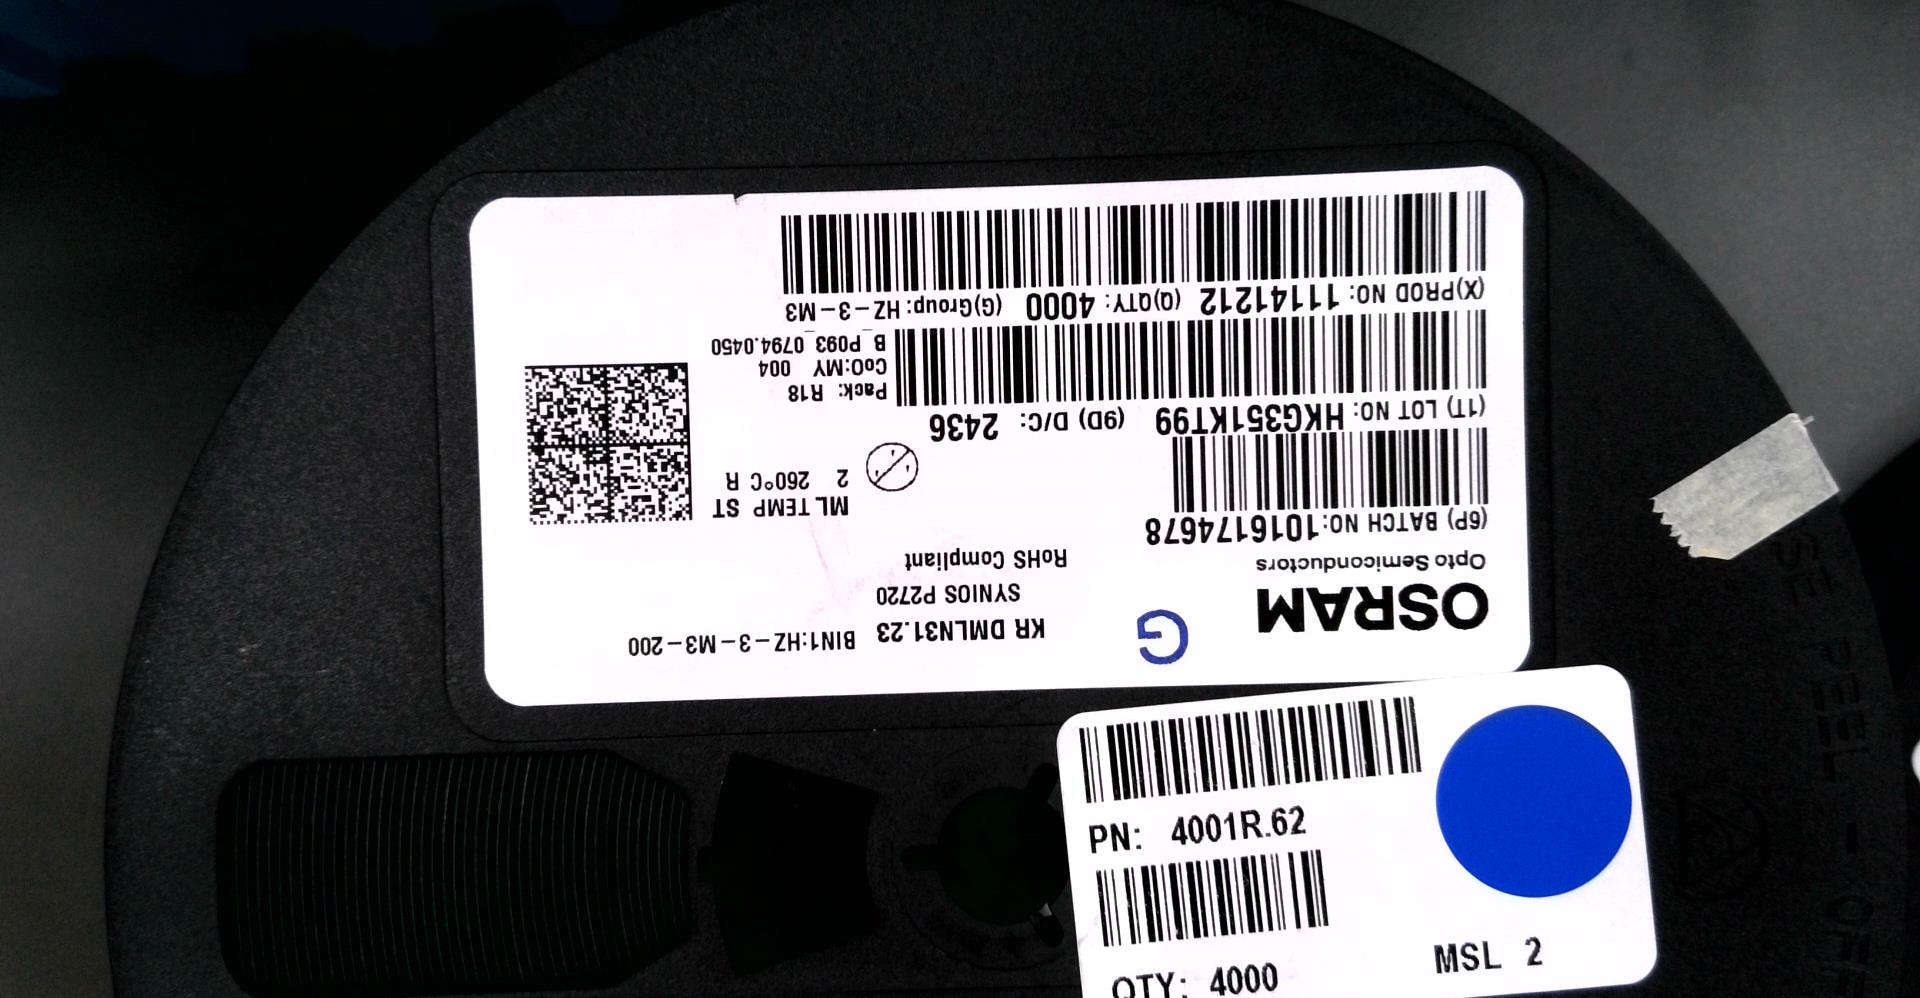 OSRAM
Opto Semiconductors
G
KR DMLN31.23 BIN1:HZ-3-M3-200
SYNIOS P2720
RoHS Compliant
(6P) BATCH NO:1016174678
ML TEMP ST
2 260°C R
(1T) LOT NO: HKG351KT99 (9D) D/C: 2436
Pack: R18
CoO:MY 004
B_P093_0794.0450
(X)PROD NO: 11141212 (Q)QTY: 4000 (G)Group: HZ-3-M3
PN: 4001R.62
QTY: 4000
MSL 2